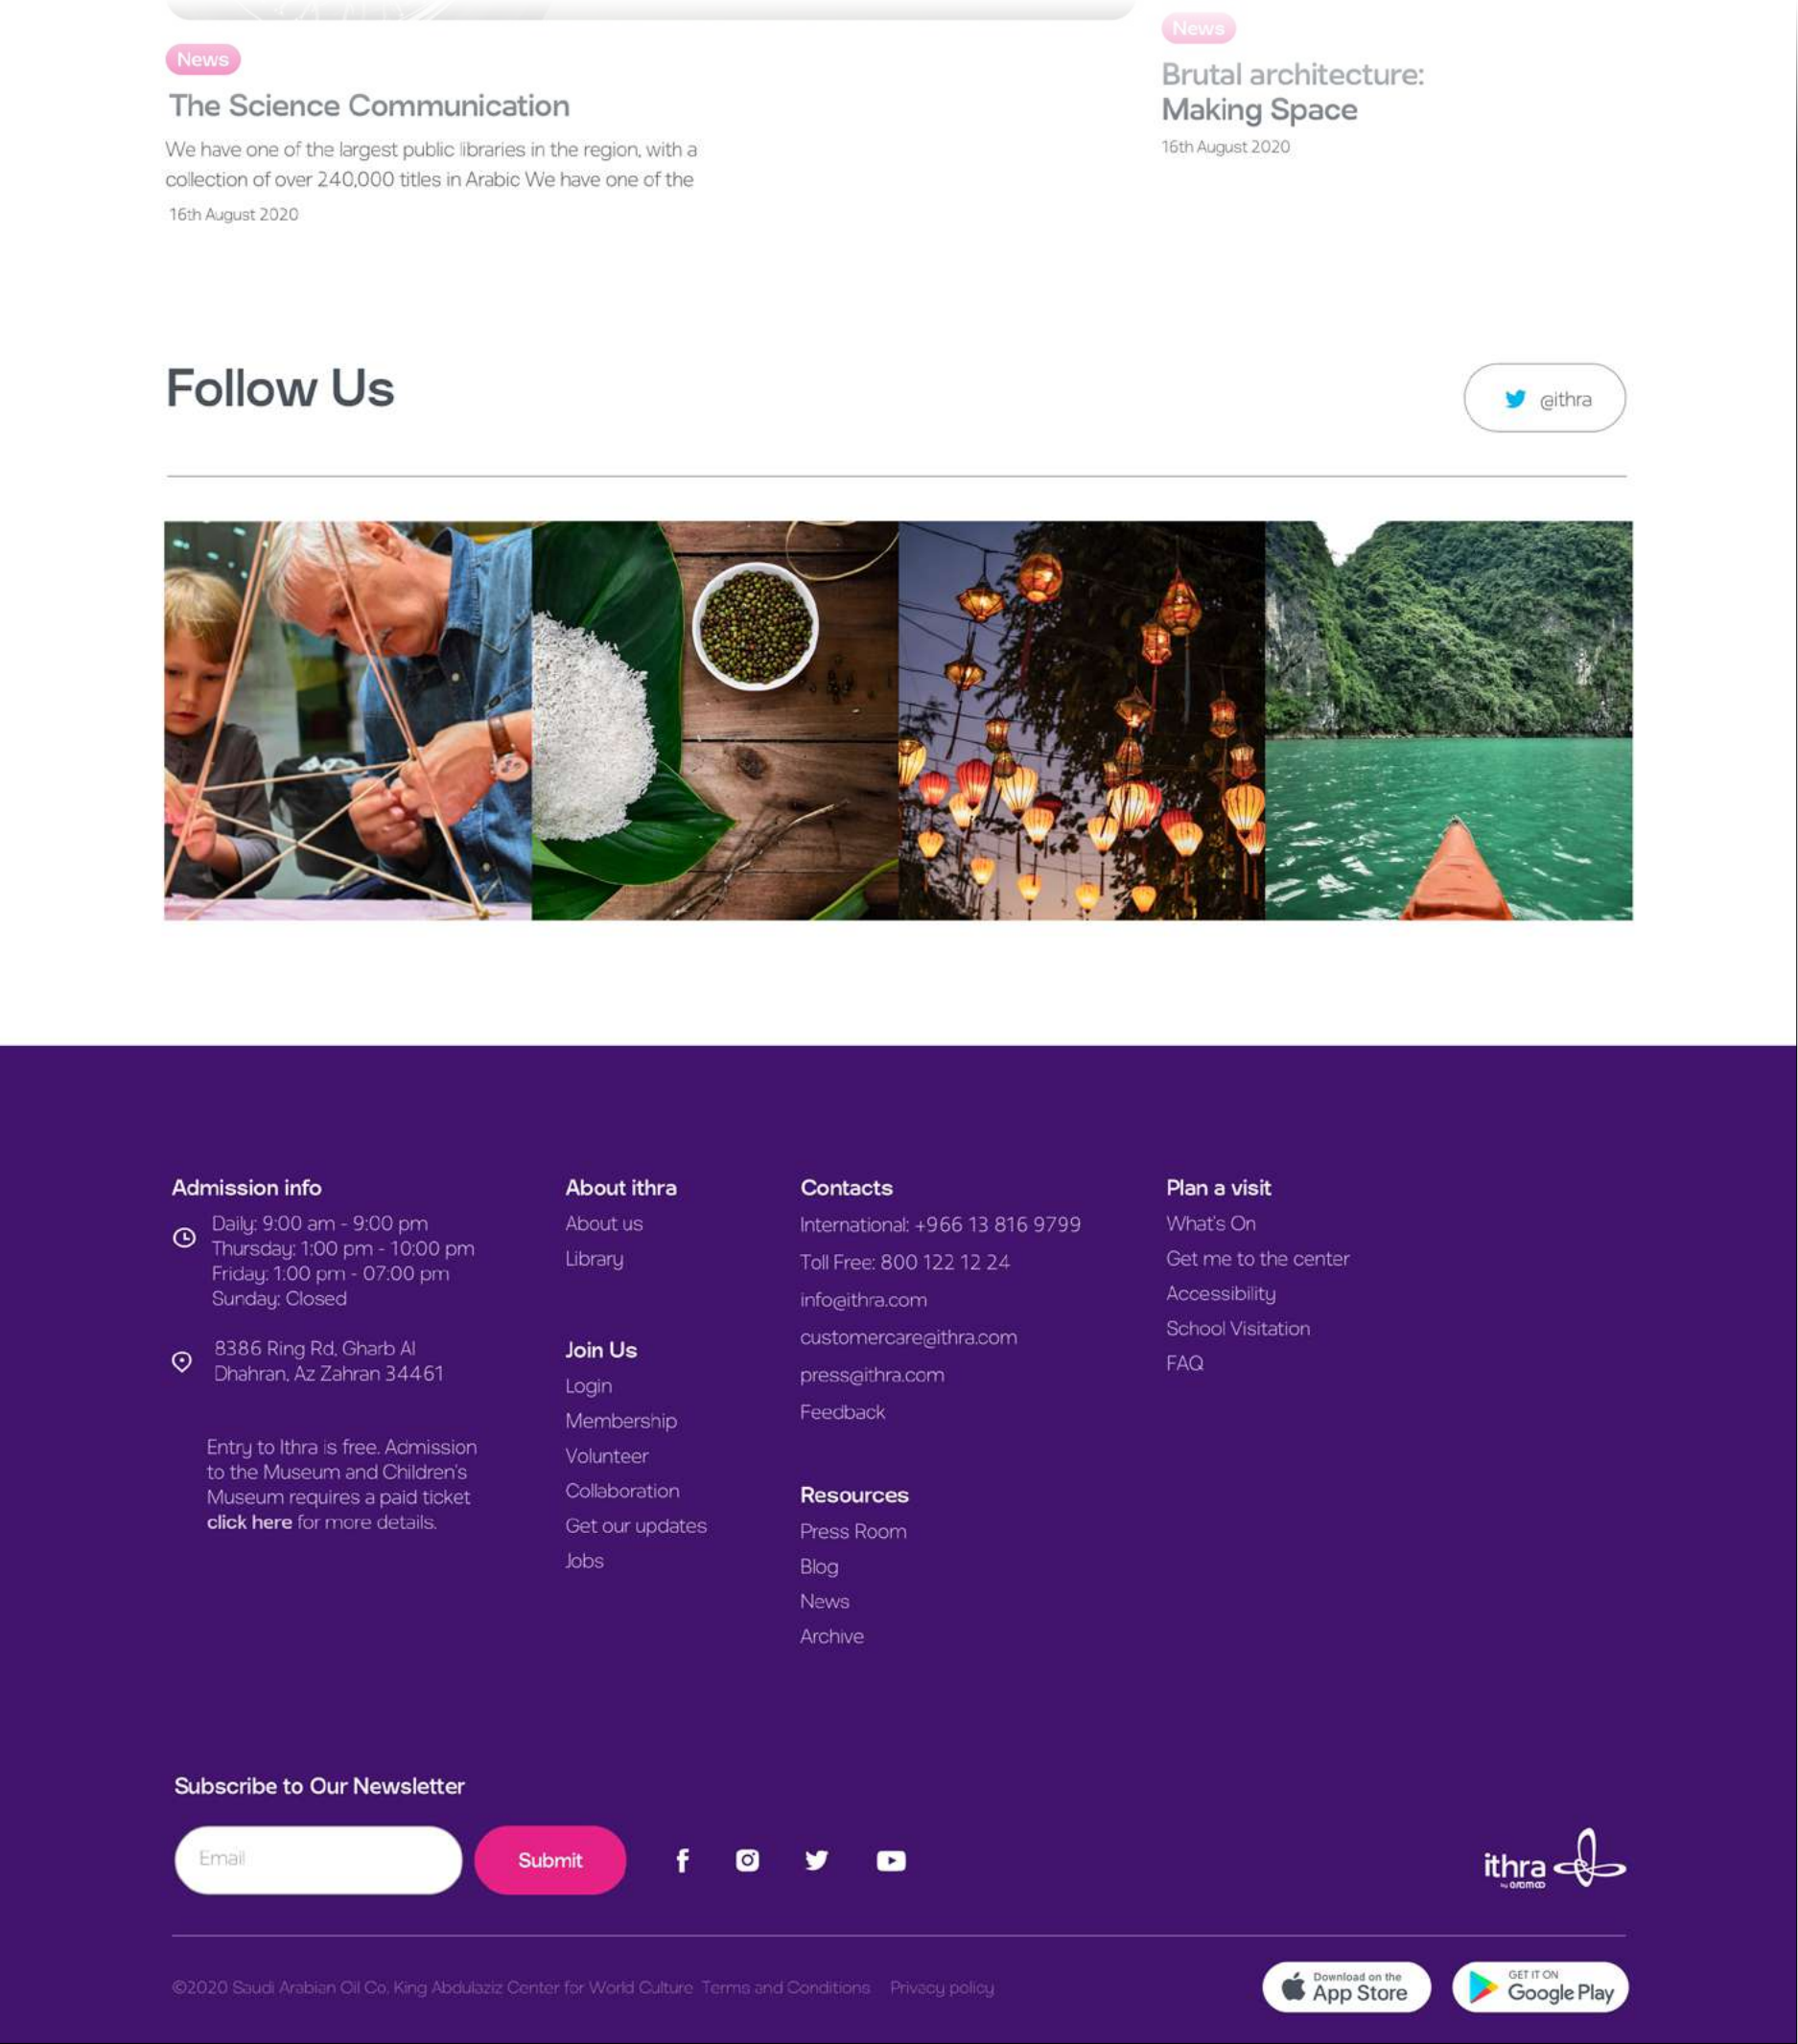 News
The Science Communication
We have one of the largest public libraries in the region, with a
collection of over 240,000 titles in Arabic We have one of the
16th August 2020
News
Brutal architecture:
Making Space
16th August 2020
Follow Us
@ithra
Admission info
Daily: 9:00 am - 9:00 pm
Thursday: 1:00 pm - 10:00 pm
Friday: 1:00 pm - 07:00 pm
Sunday: Closed
8386 Ring Rd, Gharb Al
Dhahran, Az Zahran 34461
Entry to Ithra is free. Admission
to the Museum and Children's
Museum requires a paid ticket
click here for more details.
About ithra
About us
Library
Join Us
Login
Membership
Volunteer
Collaboration
Get our updates
Jobs
Contacts
International: +966 13 816 9799
Toll Free: 800 122 12 24
info@ithra.com
customercare@ithra.com
press@ithra.com
Feedback
Resources
Press Room
Blog
News
Archive
Plan a visit
What's On
Get me to the center
Accessibility
School Visitation
FAQ
Subscribe to Our Newsletter
Email
Submit
ithra
by aramco
©2020 Saudi Arabian Oil Co. King Abdulaziz Center for World Culture Terms and Conditions Privacy policy
Download on the
App Store
GET IT ON
Google Play